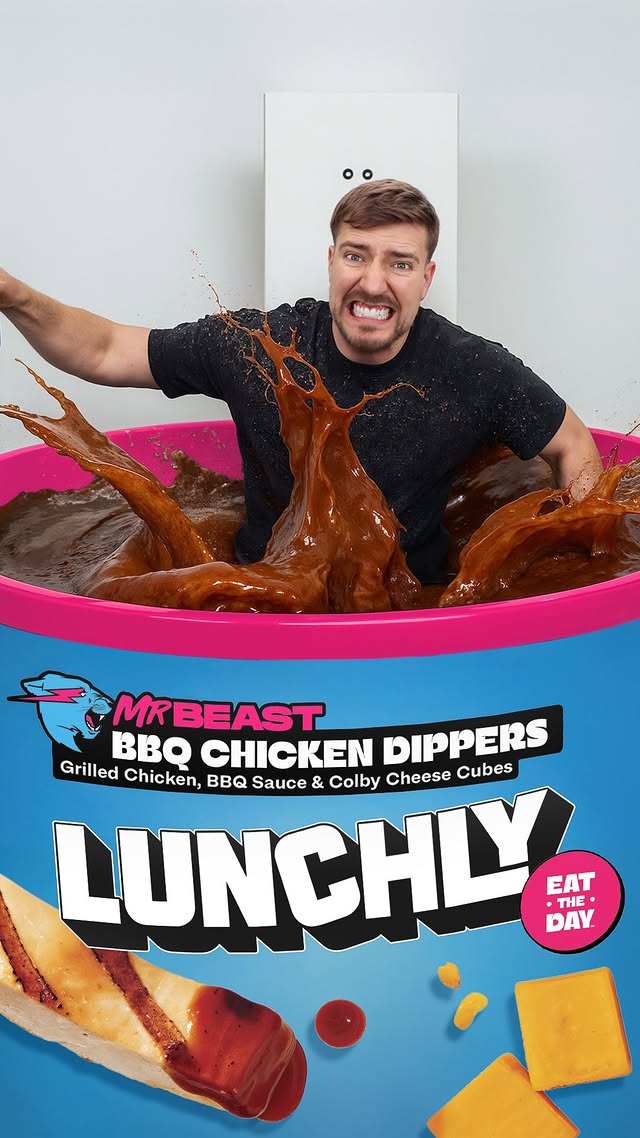 MRBEAST
BBQ CHICKEN DIPPERS
Grilled Chicken, BBQ Sauce & Colby Cheese Cubes
LUNCHLY
EAT
• THE •
DAY